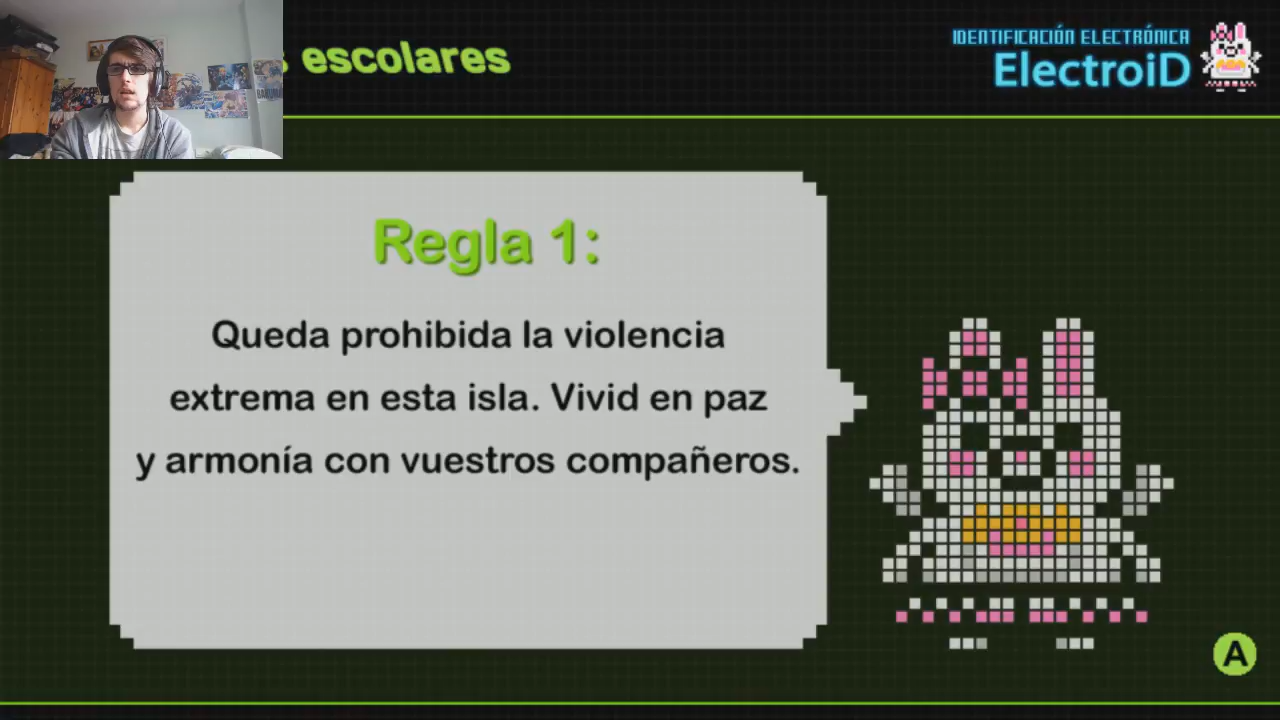 escolares
IDENTIFICACIÓN ELECTRÓNICA
ElectroiD
Regla 1:
Queda prohibida la violencia
extrema en esta isla. Vivid en paz
y armonía con vuestros compañeros.
A